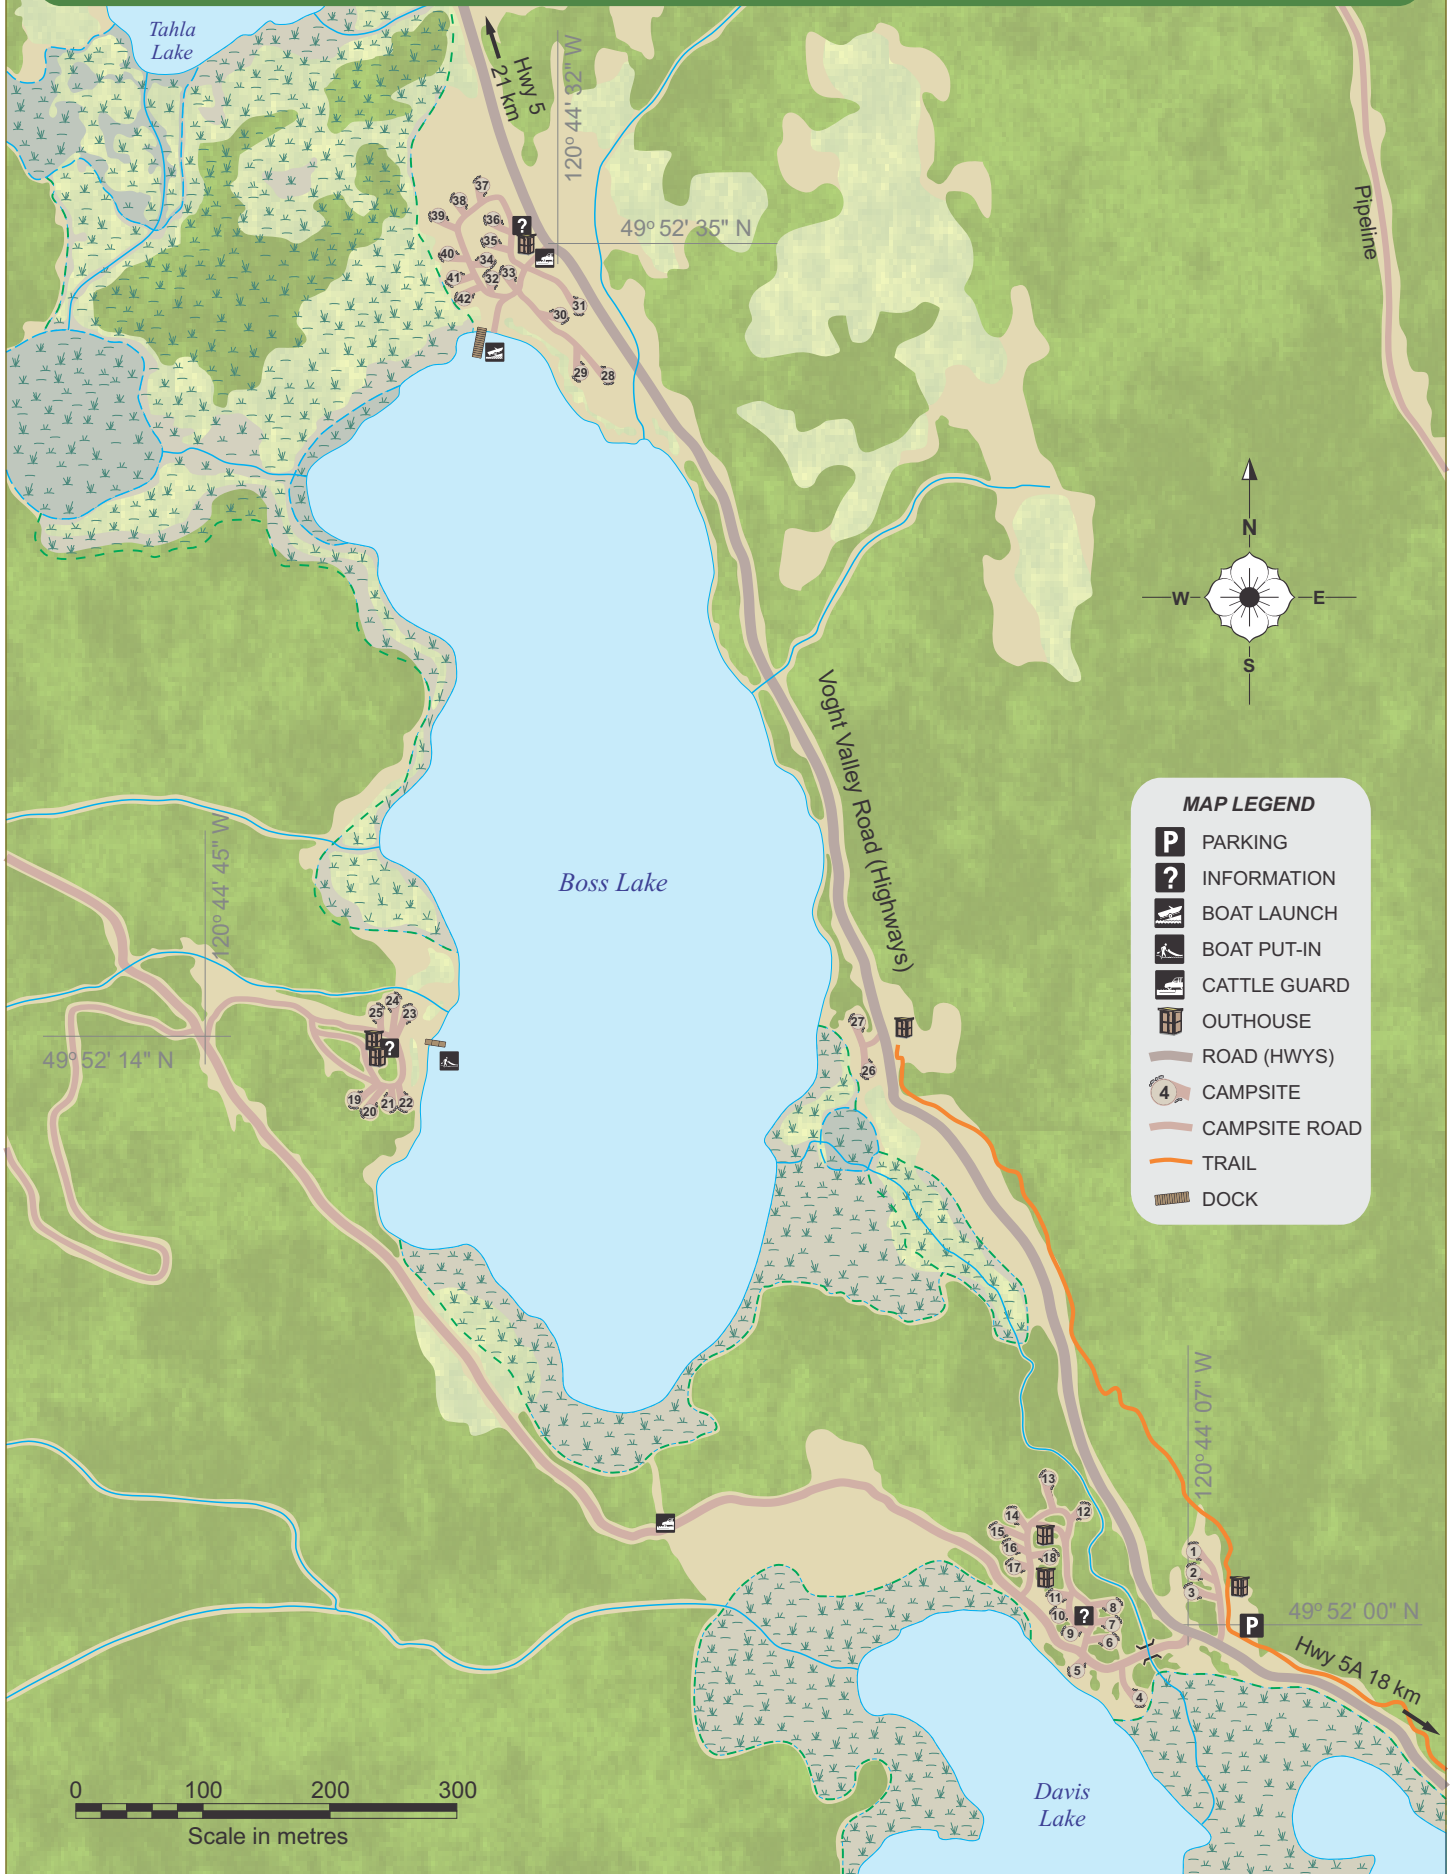 Tahla
Lake
Hwy 5
21 km
120° 44' 32" W
49° 52' 35" N
Pipeline
37
38
39
36
35
40
34
33
41
32
42
31
30
29
28
N
W
E
S
Voght Valley Road (Highways)
Boss Lake
MAP LEGEND
P PARKING
? INFORMATION
BOAT LAUNCH
BOAT PUT-IN
CATTLE GUARD
OUTHOUSE
ROAD (HWYS)
4 CAMPSITE
CAMPSITE ROAD
TRAIL
DOCK
120° 44' 45" W
49° 52' 14" N
24
25
23
?
19
20
21
22
27
26
120° 44' 07" W
13
14
12
15
16
18
17
11
10
?
8
9
7
6
5
4
1
2
3
P
49° 52' 00" N
Hwy 5A 18 km
?
Davis
Lake
0 100 200 300
Scale in metres